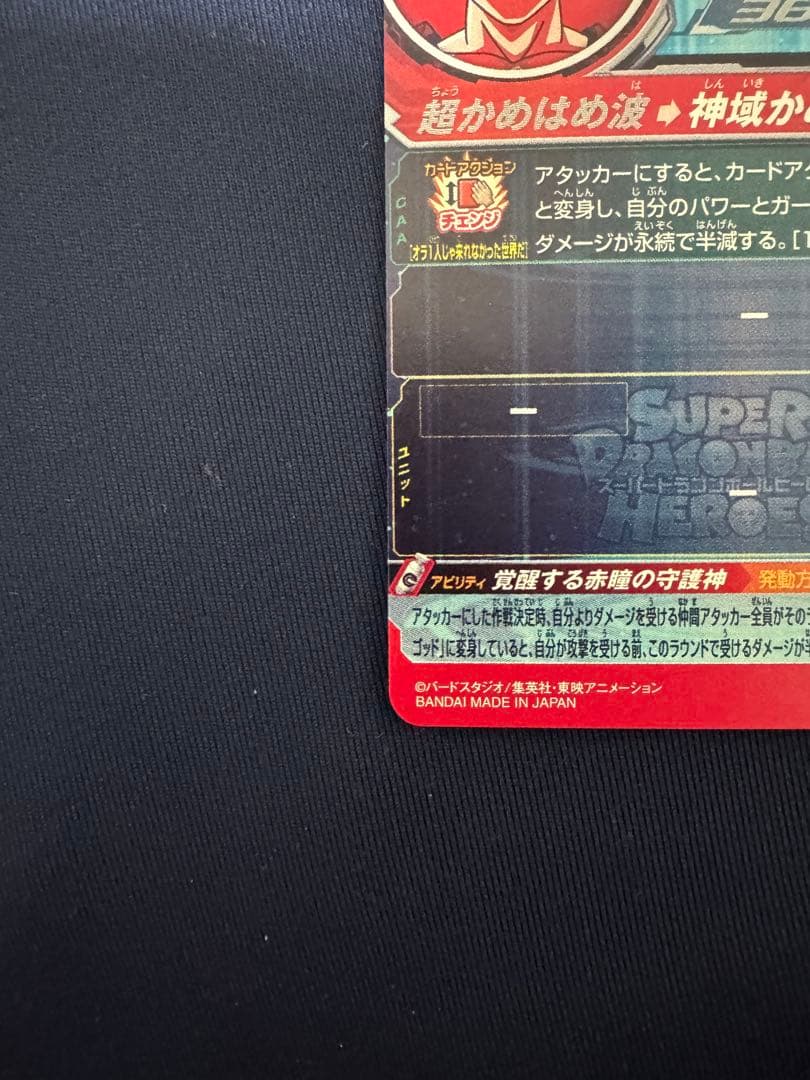 超かめはめ波➡神域か
カードアクション
チェンジ
[オラ1人じゃ来れなかった世界だ]
CAA
アタッカーにすると、カードア
と変身し、自分のパワーとガー
ダメージが永続で半減する。[1
ー
ユニット
ー
SUPER
DRAGONB
スーパードラゴンボールヒー
ー
HEROE
アビリティ 覚醒する赤瞳の守護神 発動方
アタッカーにした作戦決定時、自分よりダメージを受ける仲間アタッカー全員がその
ゴッド」に変身していると、自分が攻撃を受ける前、このラウンドで受けるダメージが半
©バードスタジオ/集英社・東映アニメーション
BANDAI MADE IN JAPAN